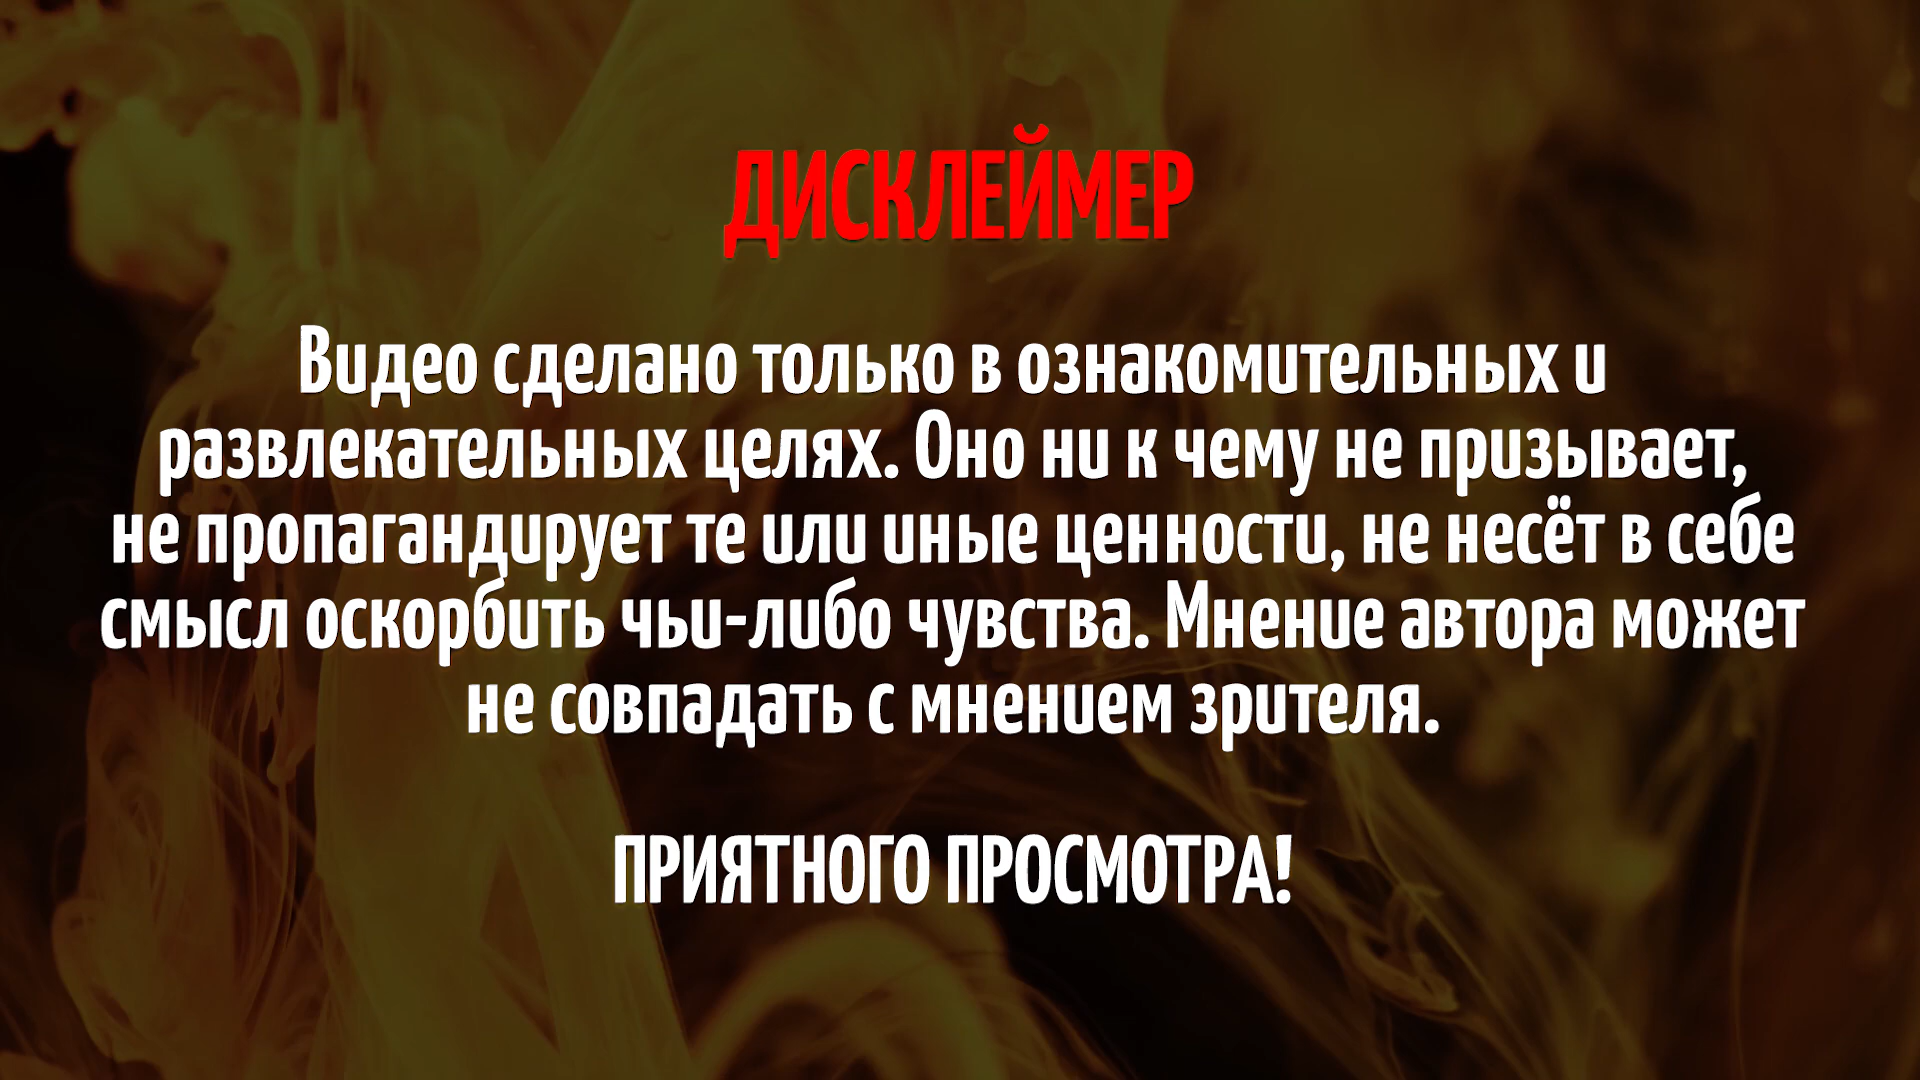 ДИСКЛЕЙМЕР
Видео сделано только в ознакомительных и
развлекательных целях. Оно ни к чему не призывает,
не пропагандирует те или иные ценности, не несёт в себе
смысл оскорбить чьи-либо чувства. Мнение автора может
не совпадать с мнением зрителя.
ПРИЯТНОГО ПРОСМОТРА!